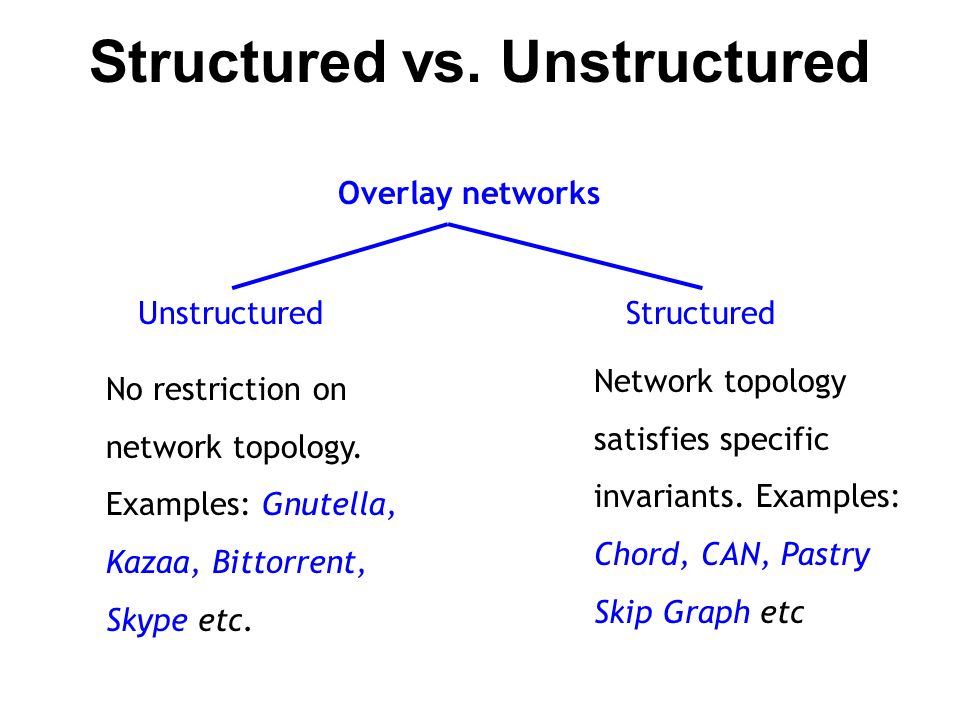 Structured vs. Unstructured
Overlay networks
Unstructured
No restriction on
network topology.
Examples: Gnutella,
Kazaa, Bittorrent,
Skype etc.
Structured
Network topology
satisfies specific
invariants. Examples:
Chord, CAN, Pastry
Skip Graph etc